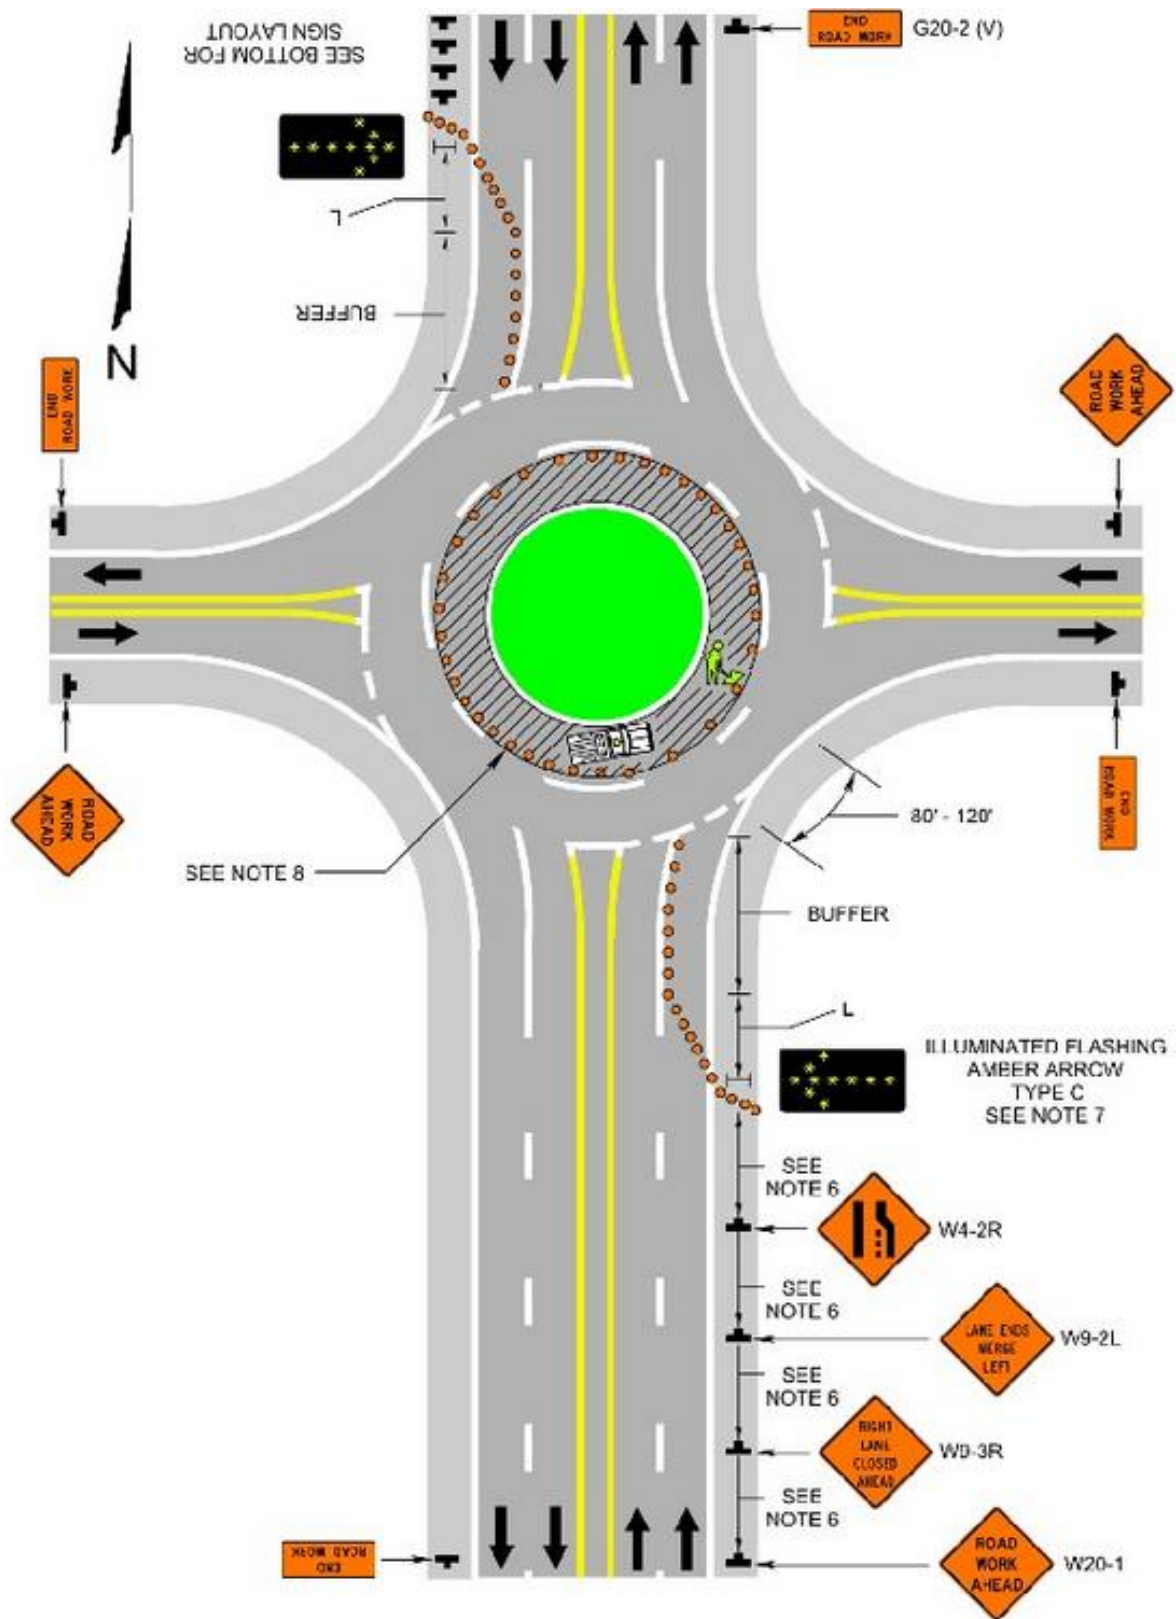 SEE BOTTOM FOR
SIGN LAYOUT
END
ROAD WORK
G20-2 (V)
L
BUFFER
N
END
ROAD WORK
ROAD
WORK
AHEAD
ROAD
WORK
AHEAD
END
ROAD WORK
80' - 120'
SEE NOTE 8
BUFFER
L
ILLUMINATED FLASHING
AMBER ARROW
TYPE C
SEE NOTE 7
SEE
NOTE 6
W4-2R
SEE
NOTE 6
LANE ENDS
MERGE
LEFT
W9-2L
SEE
NOTE 6
RIGHT
LANE
CLOSED
AHEAD
W9-3R
SEE
NOTE 6
ROAD
WORK
AHEAD
W20-1
END
ROAD WORK